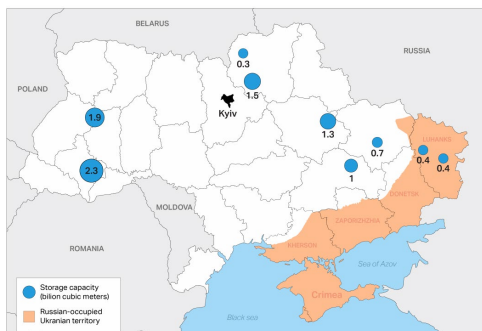 BELARUS
RUSSIA
POLAND
0.3
1.5
Kyiv
1.9
1.3
0.7
LUHANSK
0.4
0.4
2.3
1
DONETSK
MOLDOVA
ZAPORIZHZHIA
KHERSON
ROMANIA
Sea of Azov
Crimea
Black sea
Storage capacity
(bilion cubic meters)
Russian-occupied
Ukranian territory